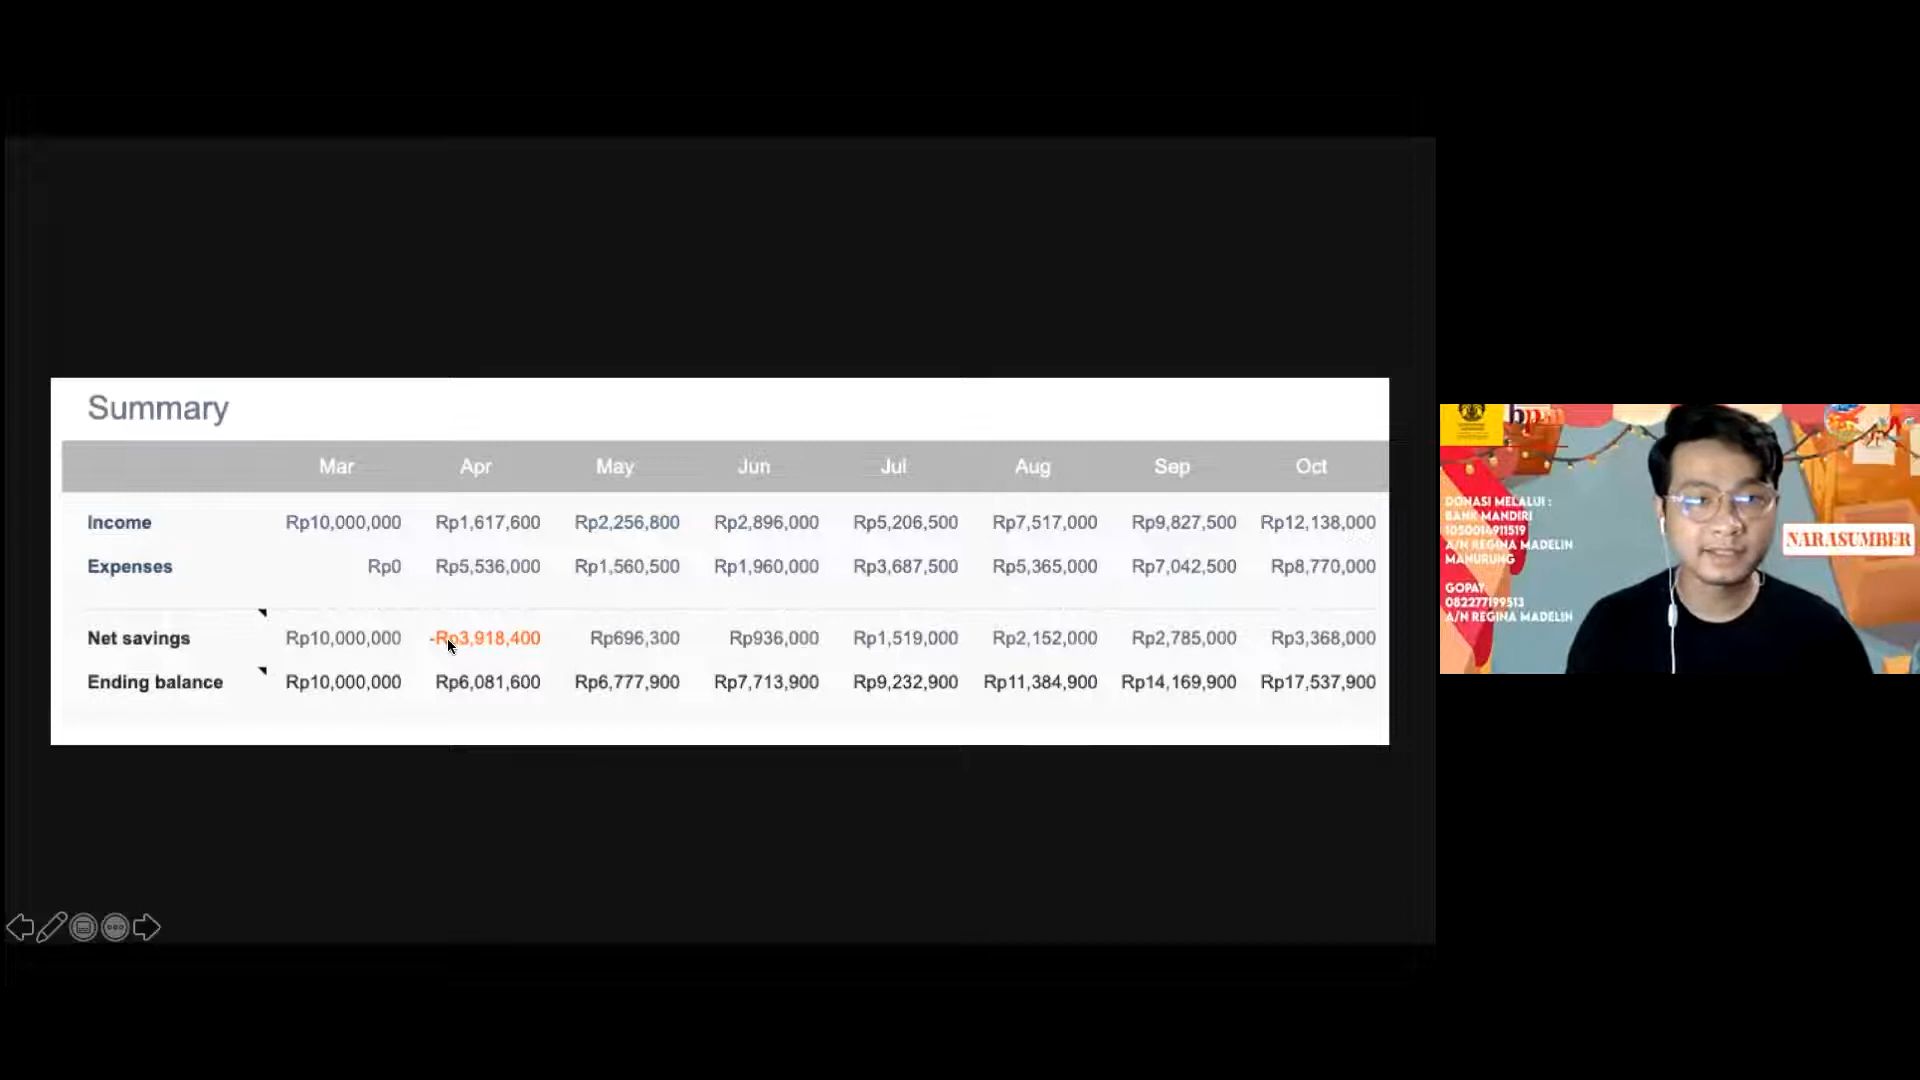 Summary
Mar Apr May Jun Jul Aug Sep Oct
Income Rp10,000,000 Rp1,617,600 Rp2,256,800 Rp2,896,000 Rp5,206,500 Rp7,517,000 Rp9,827,500 Rp12,138,000
Expenses Rp0 Rp5,536,000 Rp1,560,500 Rp1,960,000 Rp3,687,500 Rp5,365,000 Rp7,042,500 Rp8,770,000
Net savings Rp10,000,000 -Rp3,918,400 Rp696,300 Rp936,000 Rp1,519,000 Rp2,152,000 Rp2,785,000 Rp3,368,000
Ending balance Rp10,000,000 Rp6,081,600 Rp6,777,900 Rp7,713,900 Rp9,232,900 Rp11,384,900 Rp14,169,900 Rp17,537,900
DONASI MELALUI :
BANK MANDIRI
1050014911519
A/N REGINA MADELIN
MANURUNG
GOPAY
082277199513
A/N REGINA MADELIN
NARASUMBER